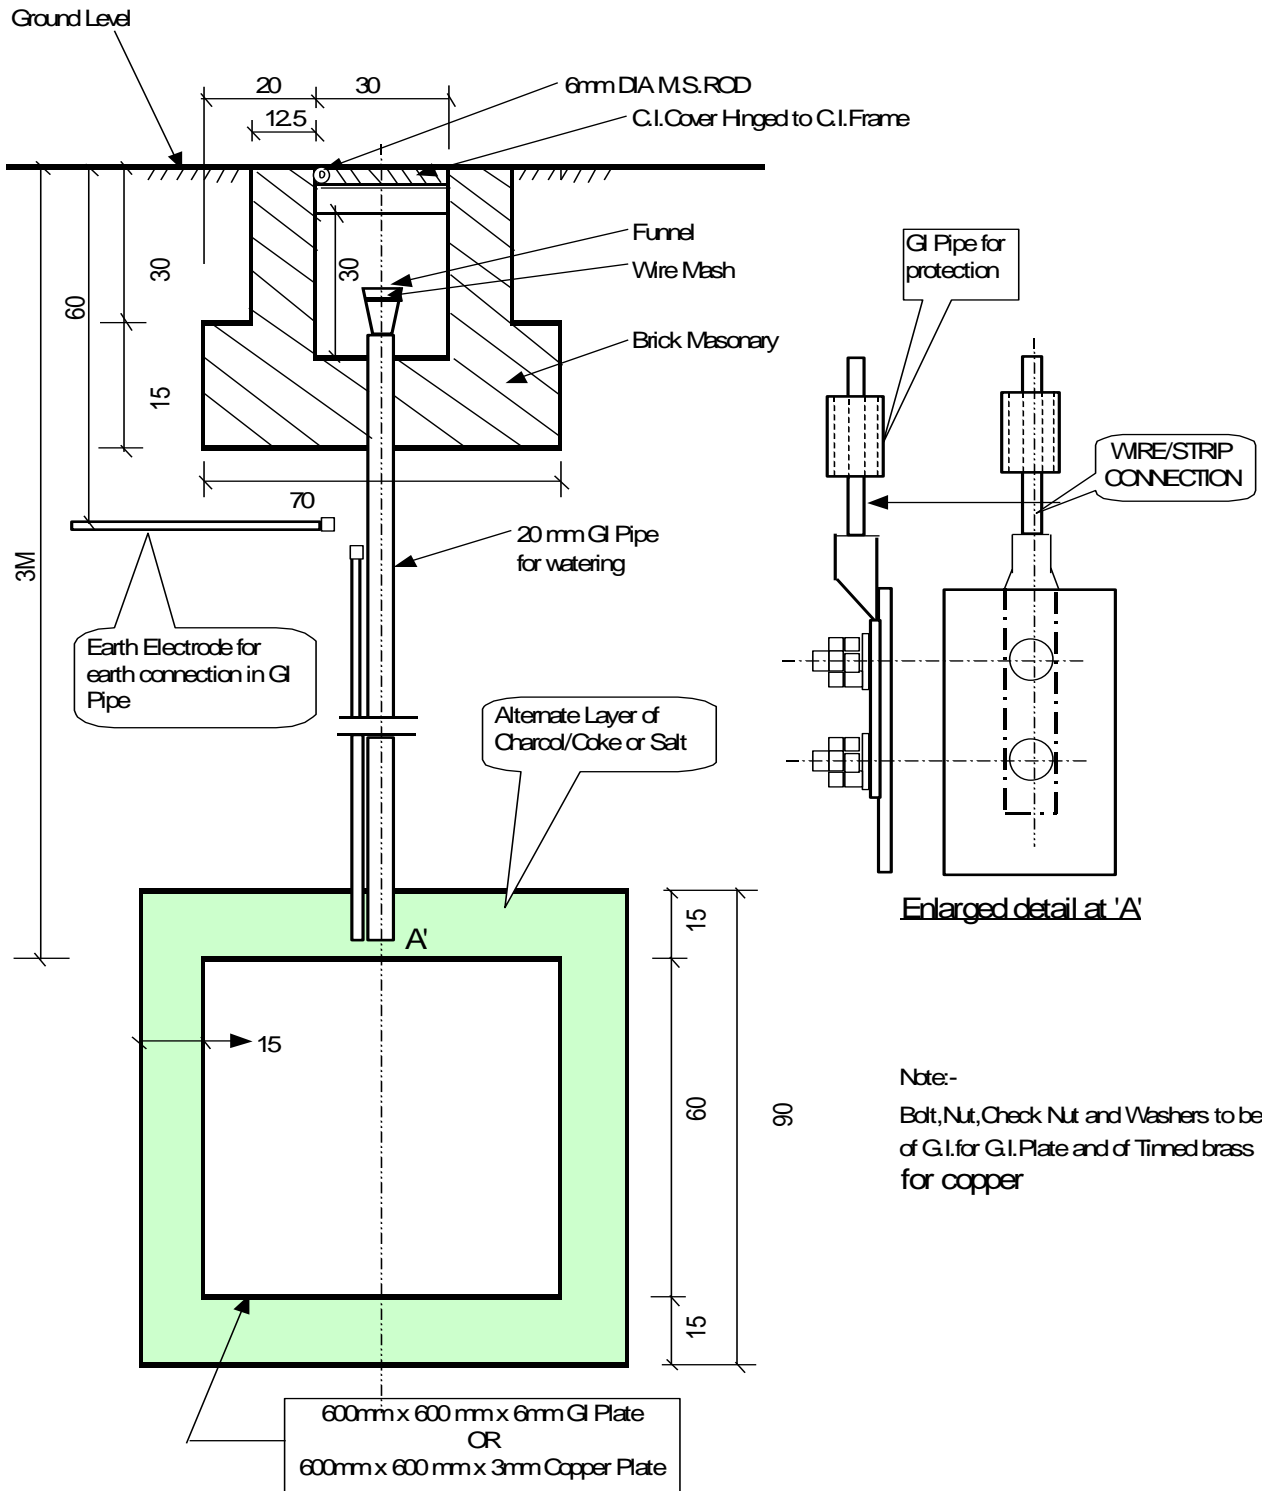 Ground Level
20
30
6mm DIA M.S.ROD
12.5
C.I.Cover Hinged to C.I.Frame
D
Funnel
Wire Mash
30
30
60
Brick Masonary
15
70
20 mm GI Pipe
for watering
3M
Earth Electrode for
earth connection in GI
Pipe
Alternate Layer of
Charcol/Coke or Salt
GI Pipe for
protection
WIRE/STRIP
CONNECTION
Enlarged detail at 'A'
A'
15
15
60
90
15
Note:-
Bolt,Nut,Check Nut and Washers to be
of G.I.for G.I.Plate and of Tinned brass
for copper
600mm x 600 mm x 6mm GI Plate
OR
600mm x 600 mm x 3mm Copper Plate